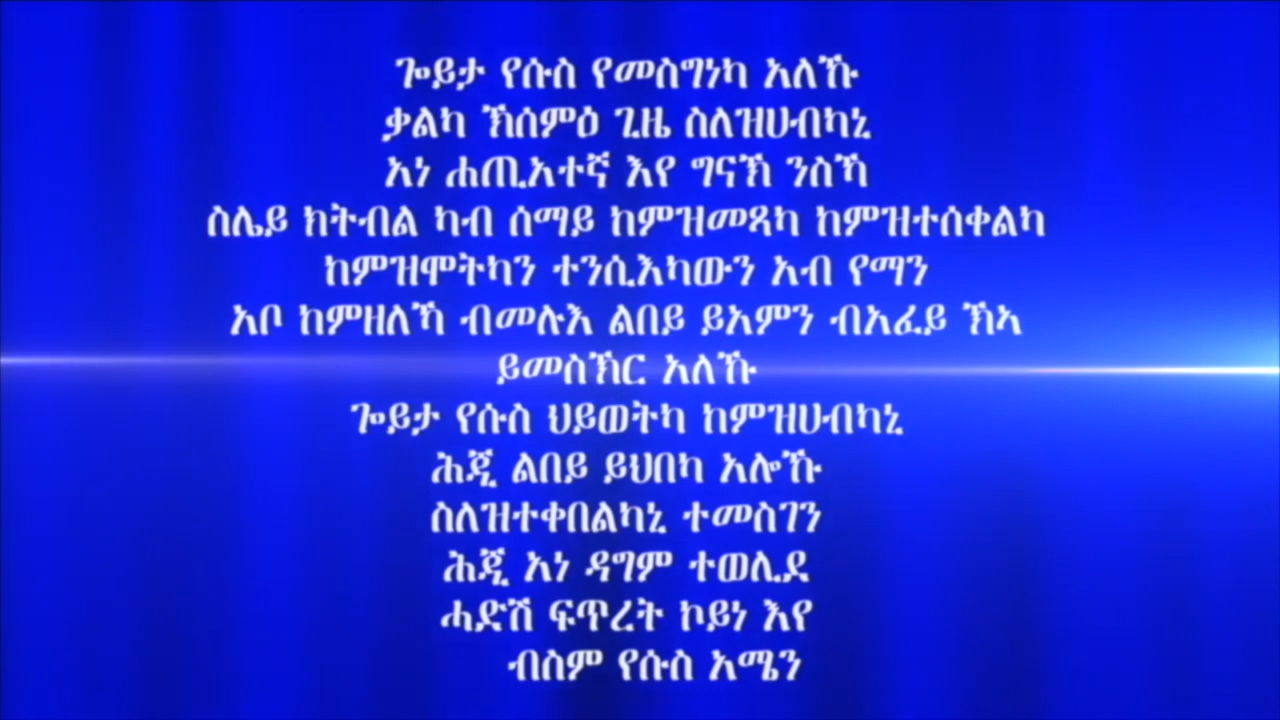 ጐይታ የሱስ የመስግነካ አለኹ
ቃልካ ኽሰምዕ ጊዜ ስለዝሀብካኒ
አነ ሐጢአተኛ እየ ግናኽ ንስኻ
ስሌይ ክትብል ካብ ሰማይ ከምዝመጻካ ከምዝተሰቀልካ
ከምዝሞትካን ተንሲእካውን አብ የማን
አቦ ከምዘለኻ ብመሉእ ልበይ ይአምን ብአፈይ ኽኣ
ይመስኽር አለኹ
ጐይታ የሱስ ህይወትካ ከምዝሀብካኒ
ሕጂ ልበይ ይህበካ አሎኹ
ስለዝተቀበልካኒ ተመስገን
ሕጂ አነ ዳግም ተወሊደ
ሓድሽ ፍጥረት ኮይነ እየ
ብስም የሱስ አሜን